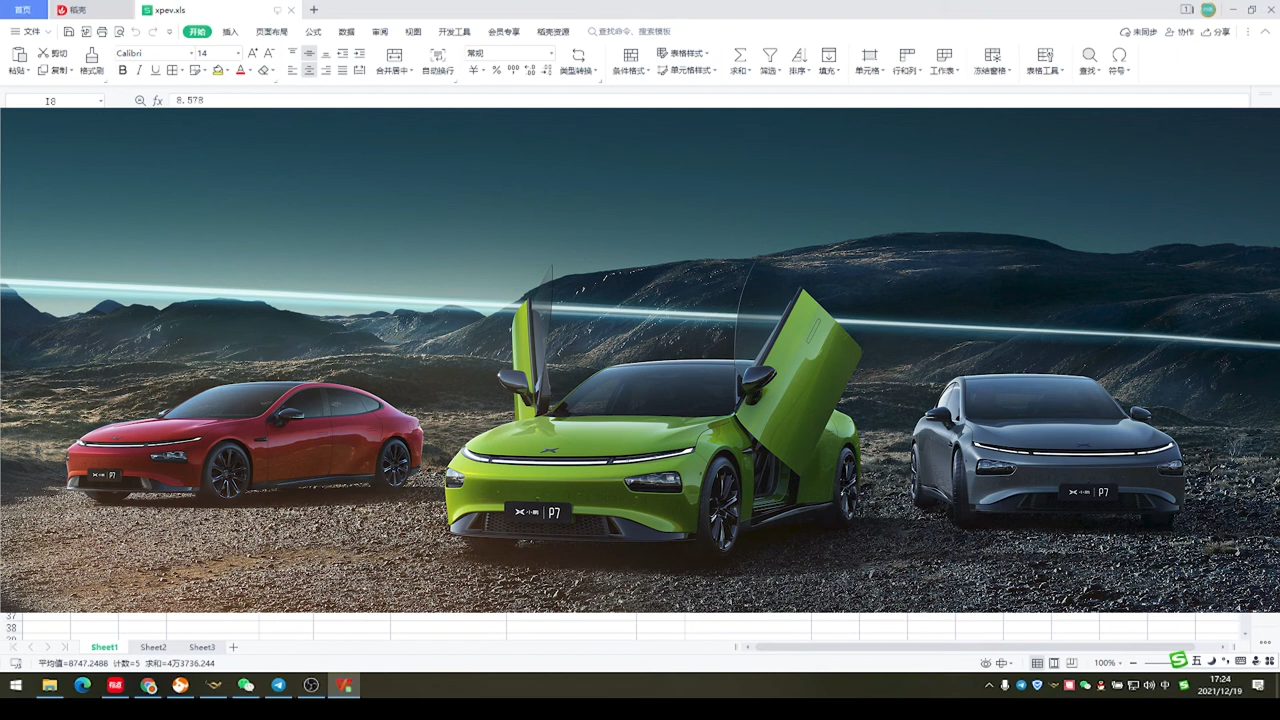 首页 稻壳 xpev.xls
文件 开始 插入 页面布局 公式 数据 审阅 视图 开发工具 会员专享 稻壳资源 查找命令、搜索模板 未同步 协作 分享
剪切 Calibri 14 常规 表格样式
粘贴 复制 格式刷 B I U A 合并居中 自动换行 类型转换 条件格式 单元格样式 求和 筛选 排序 填充 单元格 行和列 工作表 冻结窗格 表格工具 查找 符号
I8 fx 8.578
P7
P7
P7
37
38
39
Sheet1 Sheet2 Sheet3
平均值=8747.2488 计数=5 求和=4万3736.244 100% 五
中 17:24
2021/12/19